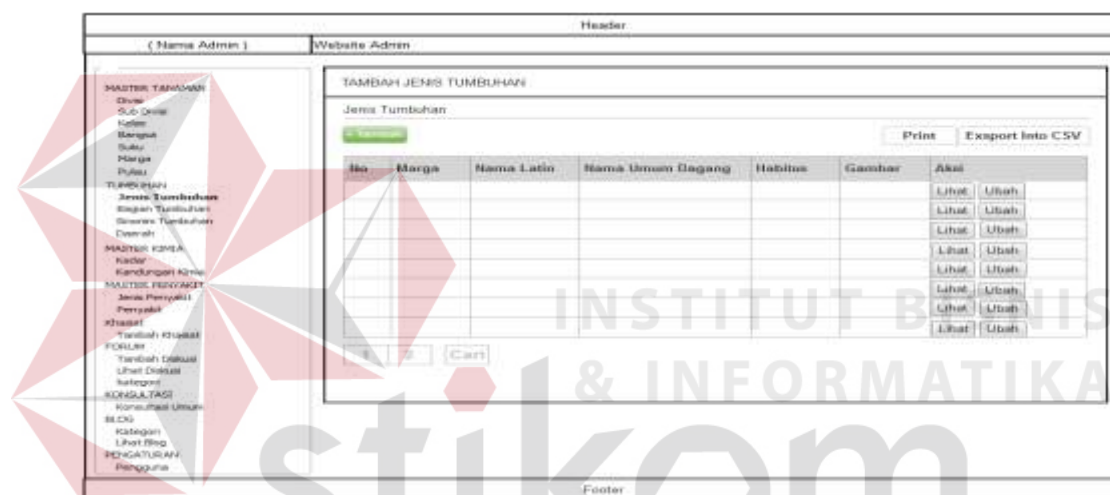 Header
( Nama Admin )
Website Admin
MASTER TANAMAN
Divisi
Sub Divisi
Kelas
Bangsa
Suku
Marga
Pulau
TUMBUHAN
Jenis Tumbuhan
Bagian Tumbuhan
Sinonim Tumbuhan
Daerah
MASTER KIMIA
Kadar
Kandungan Kimia
MASTER PENYAKIT
Jenis Penyakit
Penyakit
Khasiat
Tambah Khasiat
FORUM
Tambah Diskusi
Lihat Diskusi
kategori
KONSULTASI
Konsultasi Umum
BLOG
Kategori
Lihat Blog
PENGATURAN
Pengguna
TAMBAH JENIS TUMBUHAN
Jenis Tumbuhan
+ Tambah
Print Exsport Into CSV
No Marga Nama Latin Nama Umum Dagang Habitus Gambar Aksi
Lihat Ubah
Lihat Ubah
Lihat Ubah
Lihat Ubah
Lihat Ubah
Lihat Ubah
Lihat Ubah
Lihat Ubah
1 2 Cari
INSTITUT BISNIS
& INFORMATIKA
stikom
Footer